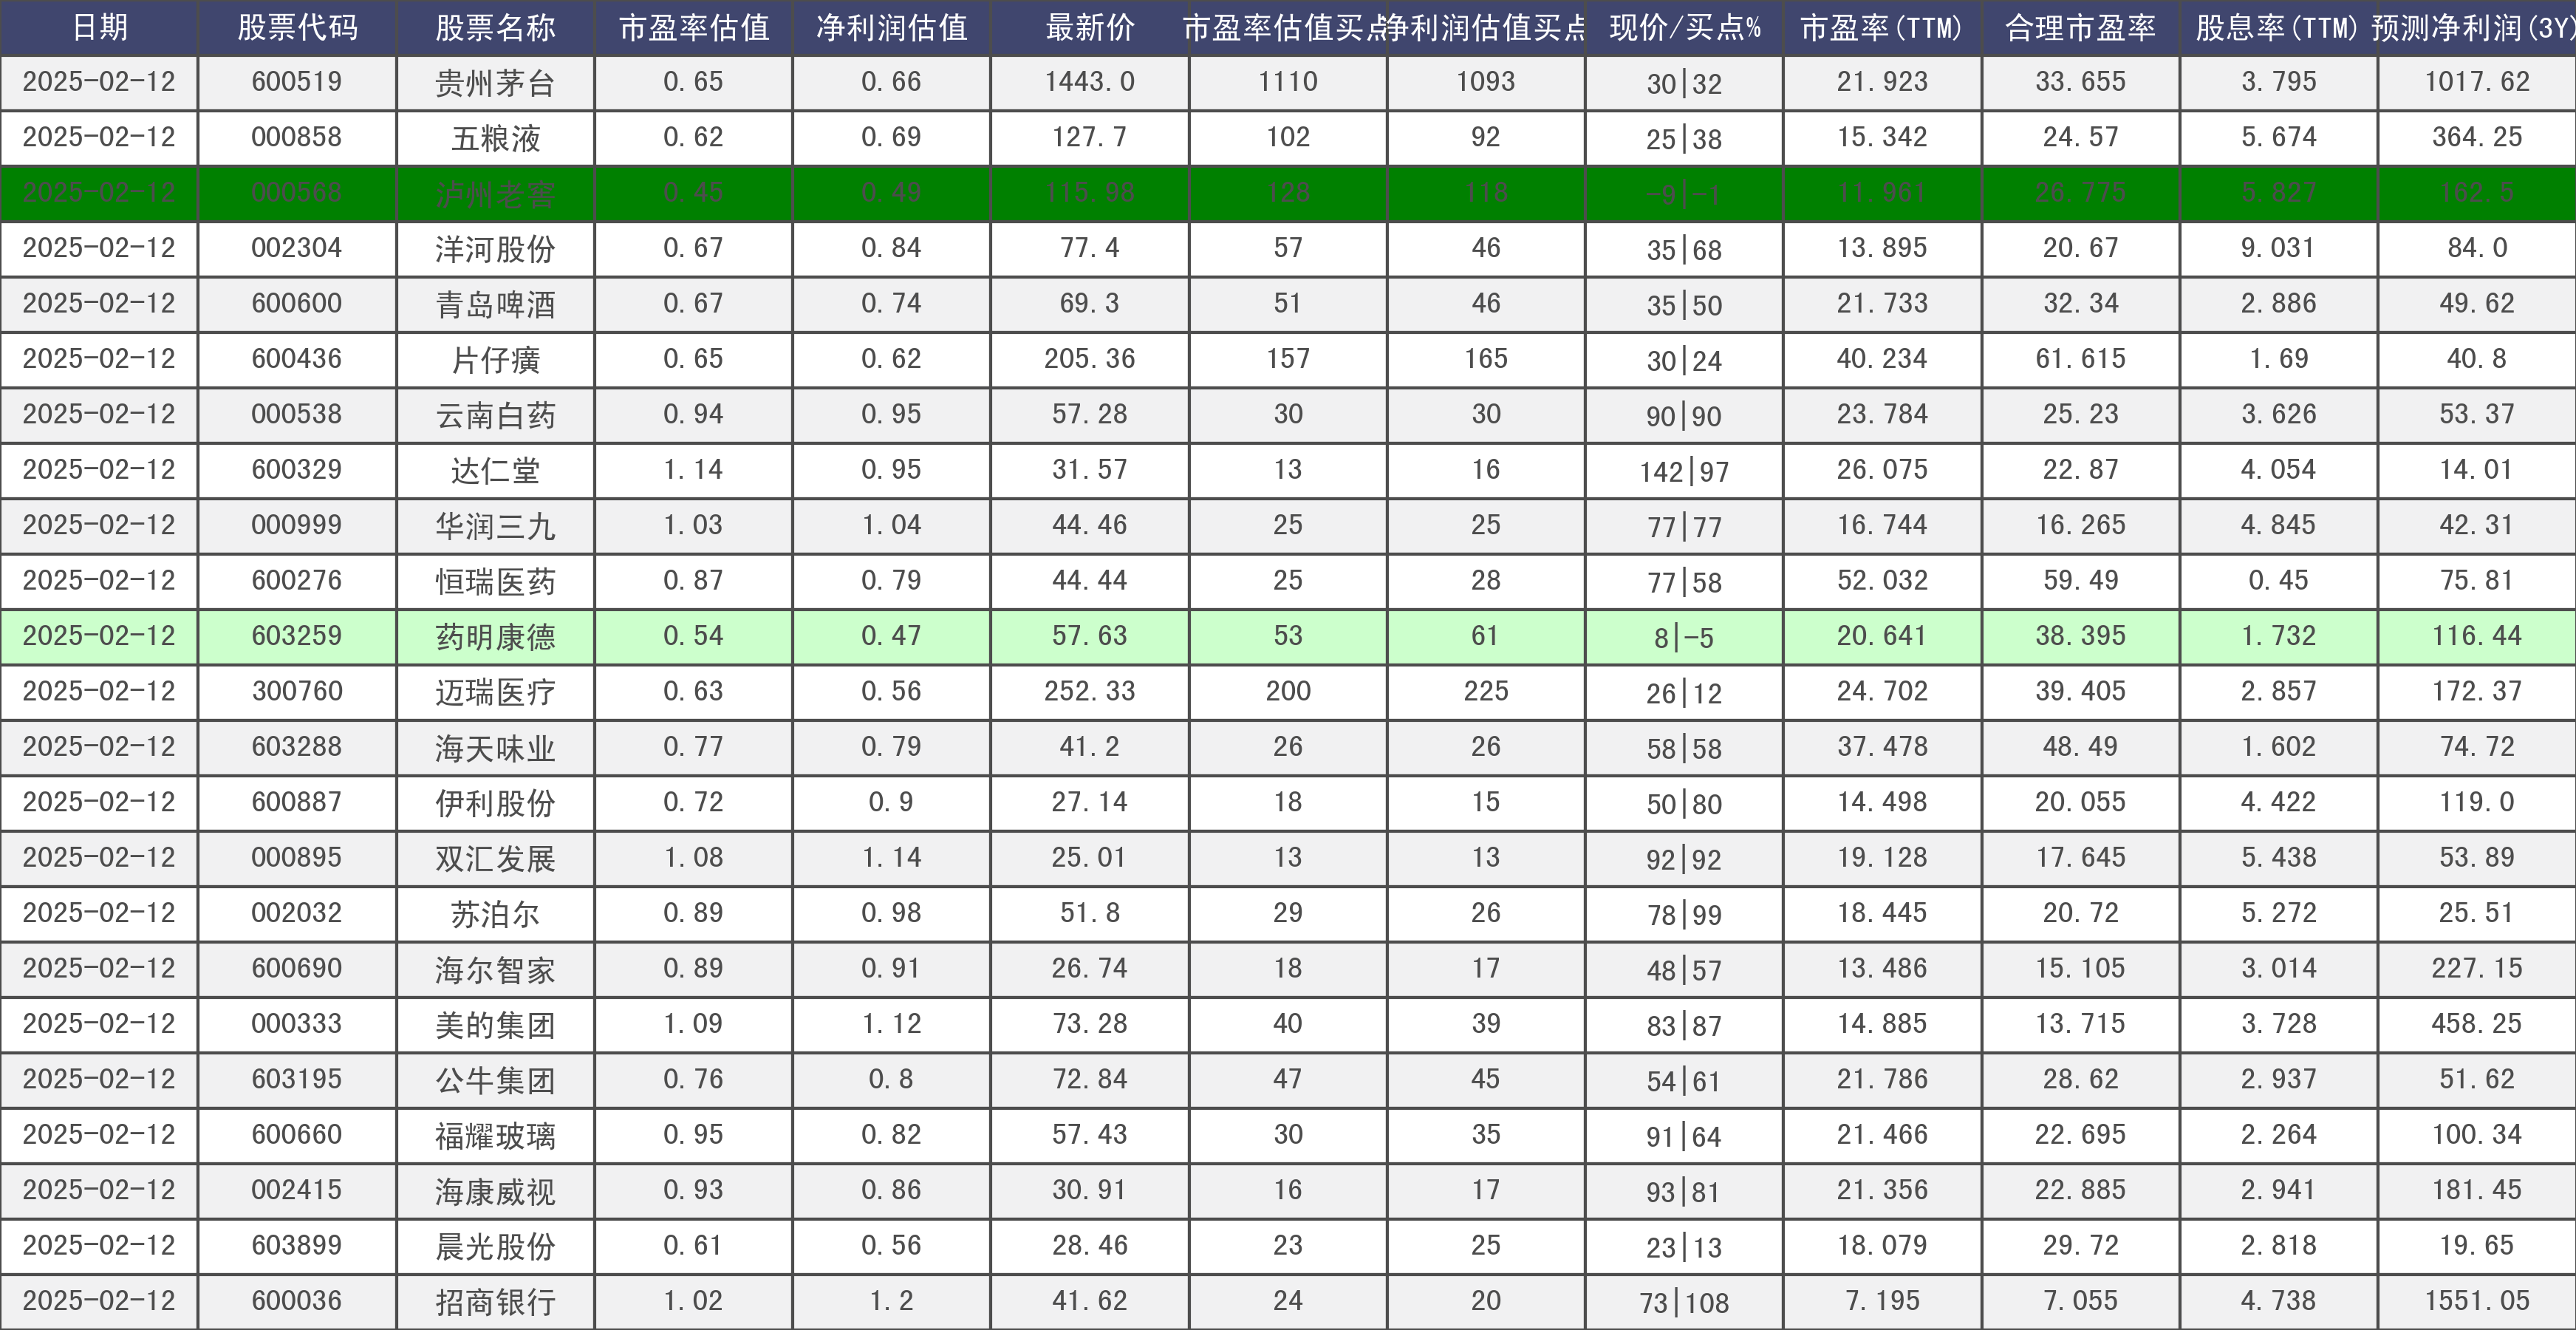 日期 股票代码 股票名称 市盈率估值 净利润估值 最新价 市盈率估值买点 净利润估值买点 现价/买点% 市盈率(TTM) 合理市盈率 股息率(TTM) 预测净利润(3Y)
2025-02-12 600519 贵州茅台 0.65 0.66 1443.0 1110 1093 30|32 21.923 33.655 3.795 1017.62
2025-02-12 000858 五粮液 0.62 0.69 127.7 102 92 25|38 15.342 24.57 5.674 364.25
2025-02-12 000568 泸州老窖 0.45 0.49 115.98 128 118 -9|-1 11.961 26.775 5.827 162.5
2025-02-12 002304 洋河股份 0.67 0.84 77.4 57 46 35|68 13.895 20.67 9.031 84.0
2025-02-12 600600 青岛啤酒 0.67 0.74 69.3 51 46 35|50 21.733 32.34 2.886 49.62
2025-02-12 600436 片仔癀 0.65 0.62 205.36 157 165 30|24 40.234 61.615 1.69 40.8
2025-02-12 000538 云南白药 0.94 0.95 57.28 30 30 90|90 23.784 25.23 3.626 53.37
2025-02-12 600329 达仁堂 1.14 0.95 31.57 13 16 142|97 26.075 22.87 4.054 14.01
2025-02-12 000999 华润三九 1.03 1.04 44.46 25 25 77|77 16.744 16.265 4.845 42.31
2025-02-12 600276 恒瑞医药 0.87 0.79 44.44 25 28 77|58 52.032 59.49 0.45 75.81
2025-02-12 603259 药明康德 0.54 0.47 57.63 53 61 8|-5 20.641 38.395 1.732 116.44
2025-02-12 300760 迈瑞医疗 0.63 0.56 252.33 200 225 26|12 24.702 39.405 2.857 172.37
2025-02-12 603288 海天味业 0.77 0.79 41.2 26 26 58|58 37.478 48.49 1.602 74.72
2025-02-12 600887 伊利股份 0.72 0.9 27.14 18 15 50|80 14.498 20.055 4.422 119.0
2025-02-12 000895 双汇发展 1.08 1.14 25.01 13 13 92|92 19.128 17.645 5.438 53.89
2025-02-12 002032 苏泊尔 0.89 0.98 51.8 29 26 78|99 18.445 20.72 5.272 25.51
2025-02-12 600690 海尔智家 0.89 0.91 26.74 18 17 48|57 13.486 15.105 3.014 227.15
2025-02-12 000333 美的集团 1.09 1.12 73.28 40 39 83|87 14.885 13.715 3.728 458.25
2025-02-12 603195 公牛集团 0.76 0.8 72.84 47 45 54|61 21.786 28.62 2.937 51.62
2025-02-12 600660 福耀玻璃 0.95 0.82 57.43 30 35 91|64 21.466 22.695 2.264 100.34
2025-02-12 002415 海康威视 0.93 0.86 30.91 16 17 93|81 21.356 22.885 2.941 181.45
2025-02-12 603899 晨光股份 0.61 0.56 28.46 23 25 23|13 18.079 29.72 2.818 19.65
2025-02-12 600036 招商银行 1.02 1.2 41.62 24 20 73|108 7.195 7.055 4.738 1551.05